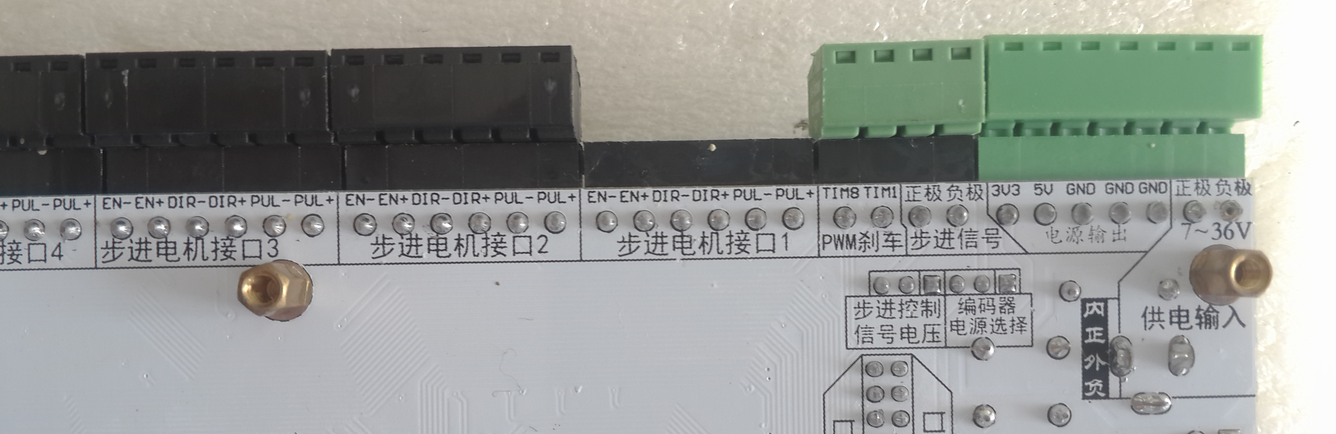 + PUL- PUL+ EN- EN+ DIR- DIR+ PUL- PUL+ EN- EN+ DIR- DIR+ PUL- PUL+ EN- EN+ DIR- DIR+ PUL- PUL+ TIM8 TIM1 正极 负极 3V3 5V GND GND GND 正极 负极
接口4 步进电机接口3 步进电机接口2 步进电机接口1 PWM刹车 步进信号 电源输出 7~36V
步进控制
信号电压
编码器
电源选择
内正外负
供电输入